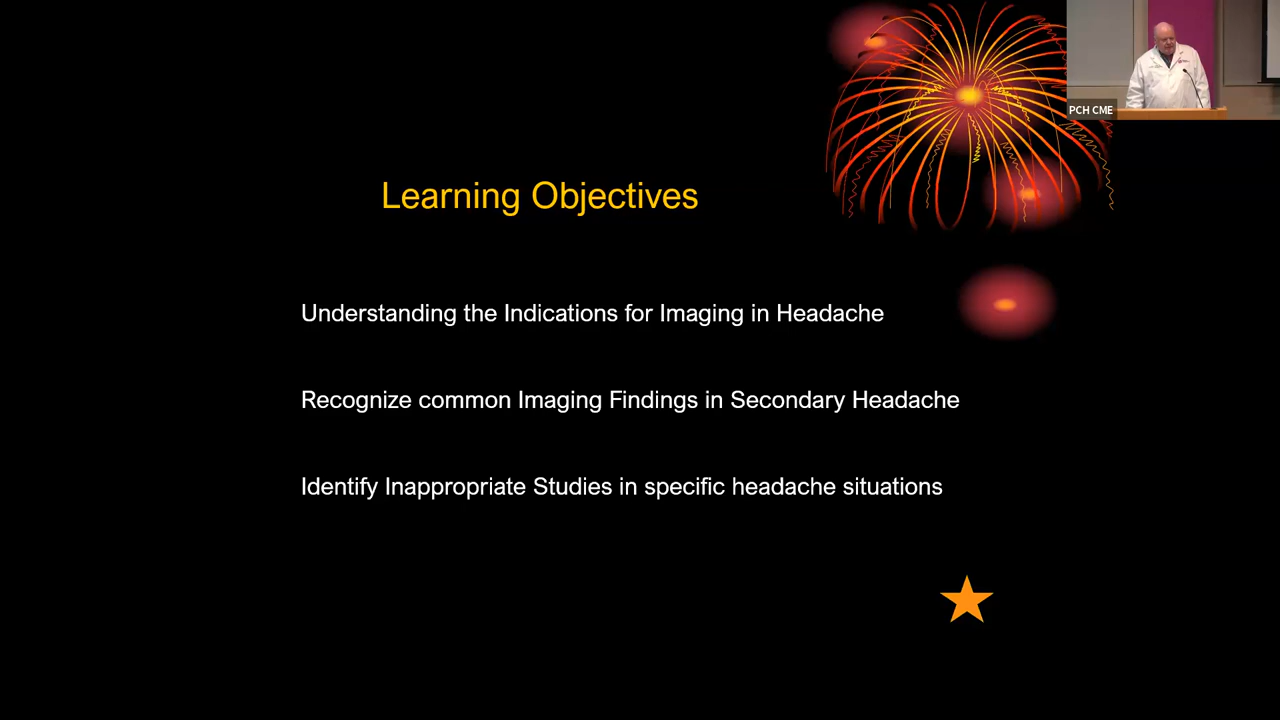 PCH CME
Learning Objectives
Understanding the Indications for Imaging in Headache
Recognize common Imaging Findings in Secondary Headache
Identify Inappropriate Studies in specific headache situations